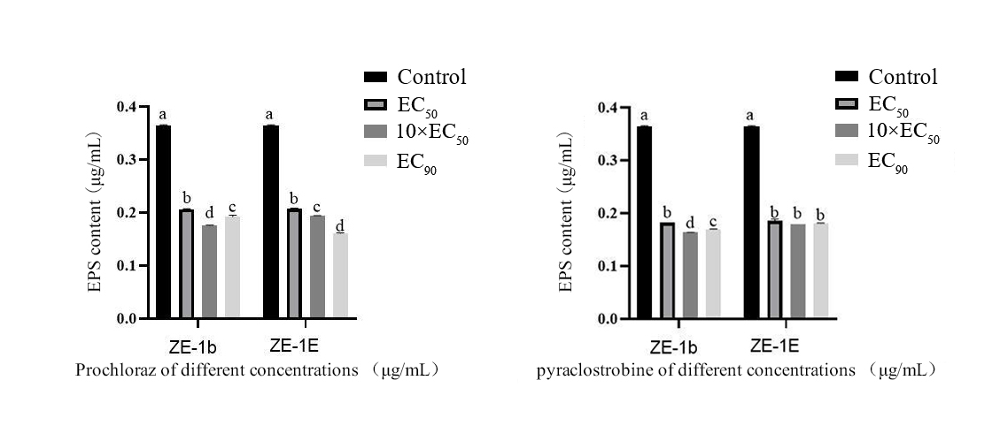 Control
EC50
10×EC50
EC90
0.4
0.3
0.2
0.1
0.0
EPS content (μg/mL)
a
b
d
c
a
b
c
d
ZE-1b
ZE-1E
Prochloraz of different concentrations (μg/mL)
Control
EC50
10×EC50
EC90
0.4
0.3
0.2
0.1
0.0
EPS content (μg/mL)
a
b
d
c
a
b
b
b
ZE-1b
ZE-1E
pyraclostrobine of different concentrations (μg/mL)